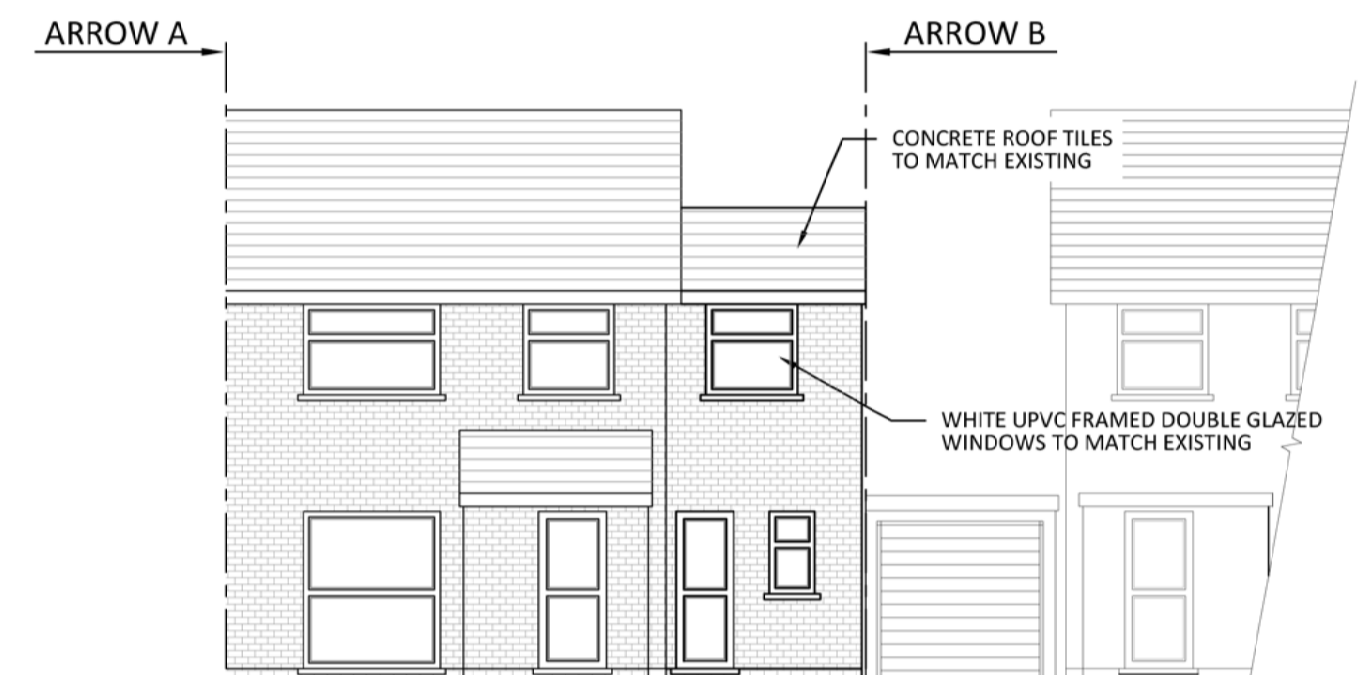 ARROW A
ARROW B
CONCRETE ROOF TILES
TO MATCH EXISTING
WHITE UPVC FRAMED DOUBLE GLAZED
WINDOWS TO MATCH EXISTING